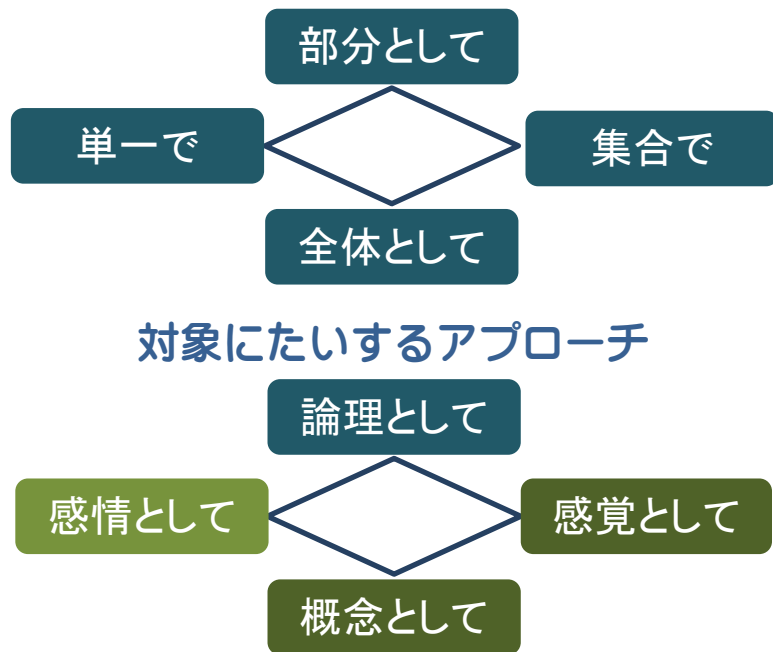 部分として
単一で
集合で
全体として
対象にたいするアプローチ
論理として
感情として
感覚として
概念として